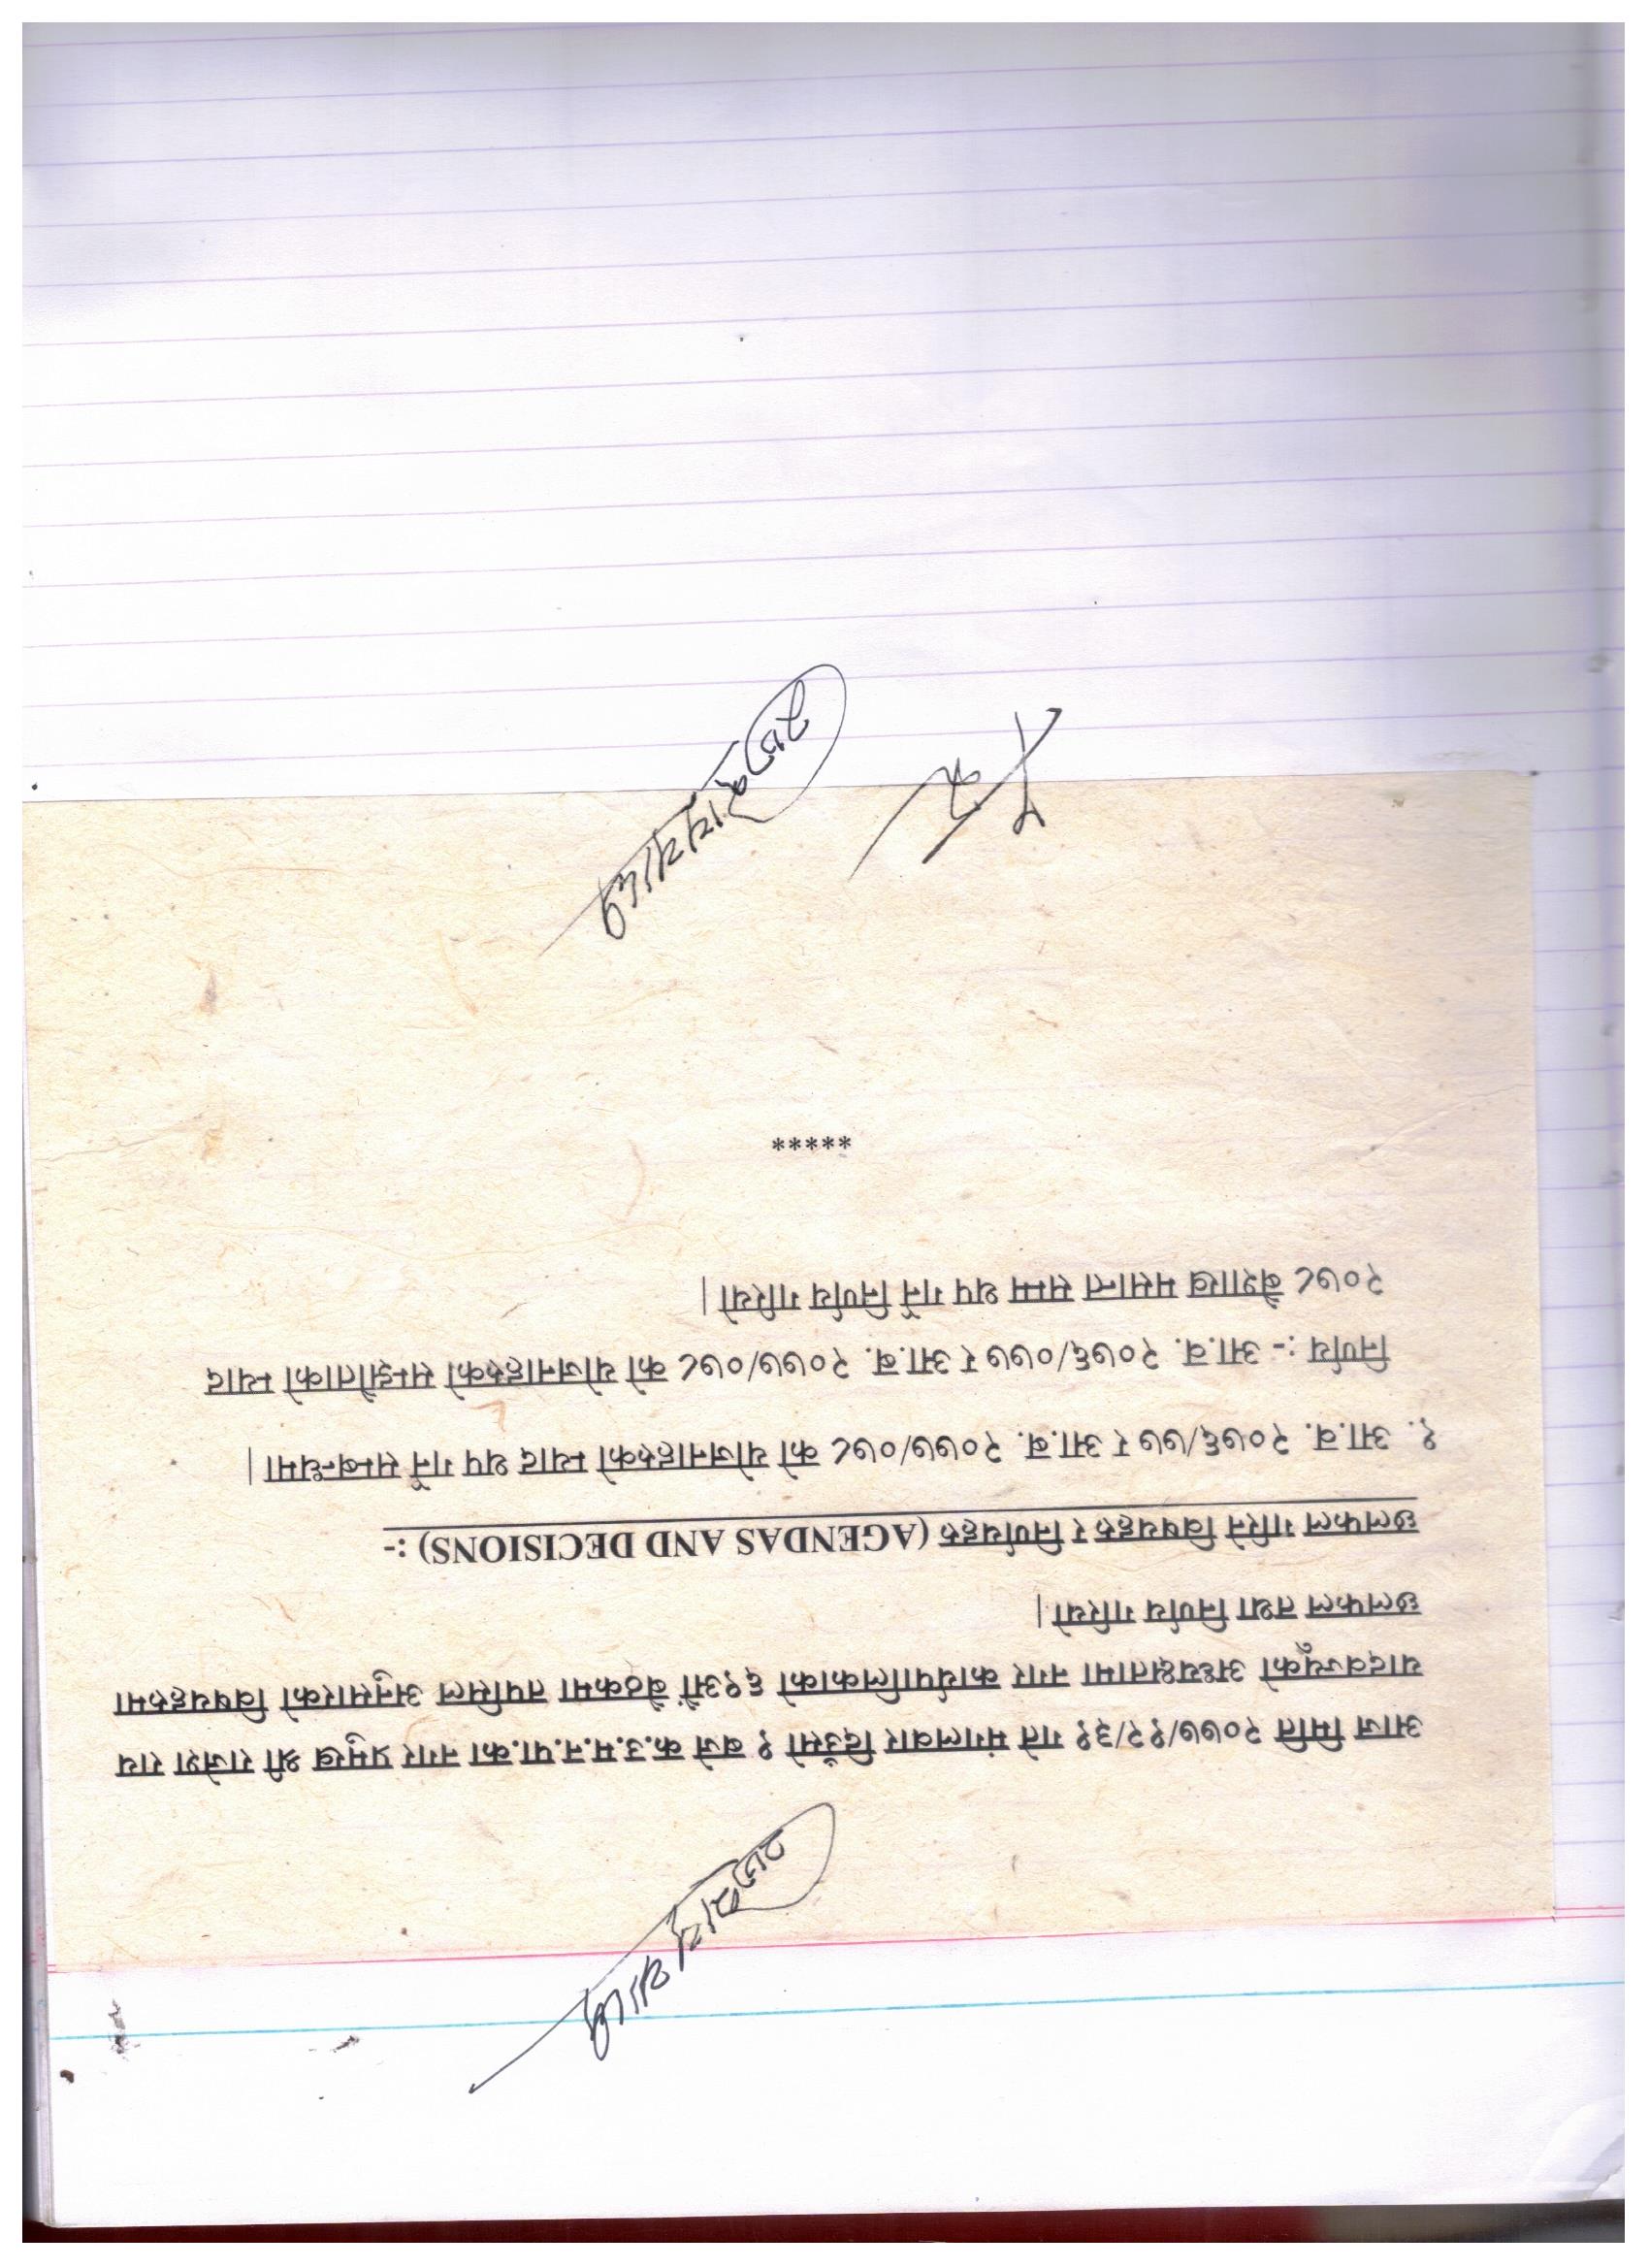 आज मिति २०७७/१२/३१ गते मंगलवार दिउँसो १ बजे क.उ.म.न.पा.का नगर प्रमुख श्री राजेश राय
यादवज्यूको अध्यक्षतामा नगर कार्यपालिकाको ६१औं बैठकमा तपसिल अनुसारको विषयहरुमा
छलफल तथा निर्णय गरियो |
छलफल गरिने विषयहरु र निर्णयहरु (AGENDAS AND DECISIONS) :-
१. आ.व. २०७६/७७ र आ.व. २०७७/०७८ को योजनाहरुको म्याद थप गर्ने सम्बन्धमा |
निर्णय :- आ.व. २०७६/०७७ र आ.व. २०७७/०७८ को योजनाहरुको सम्झौताको म्याद
२०७८ बैशाख मसान्त सम्म थप गर्ने निर्णय गरियो |
*****